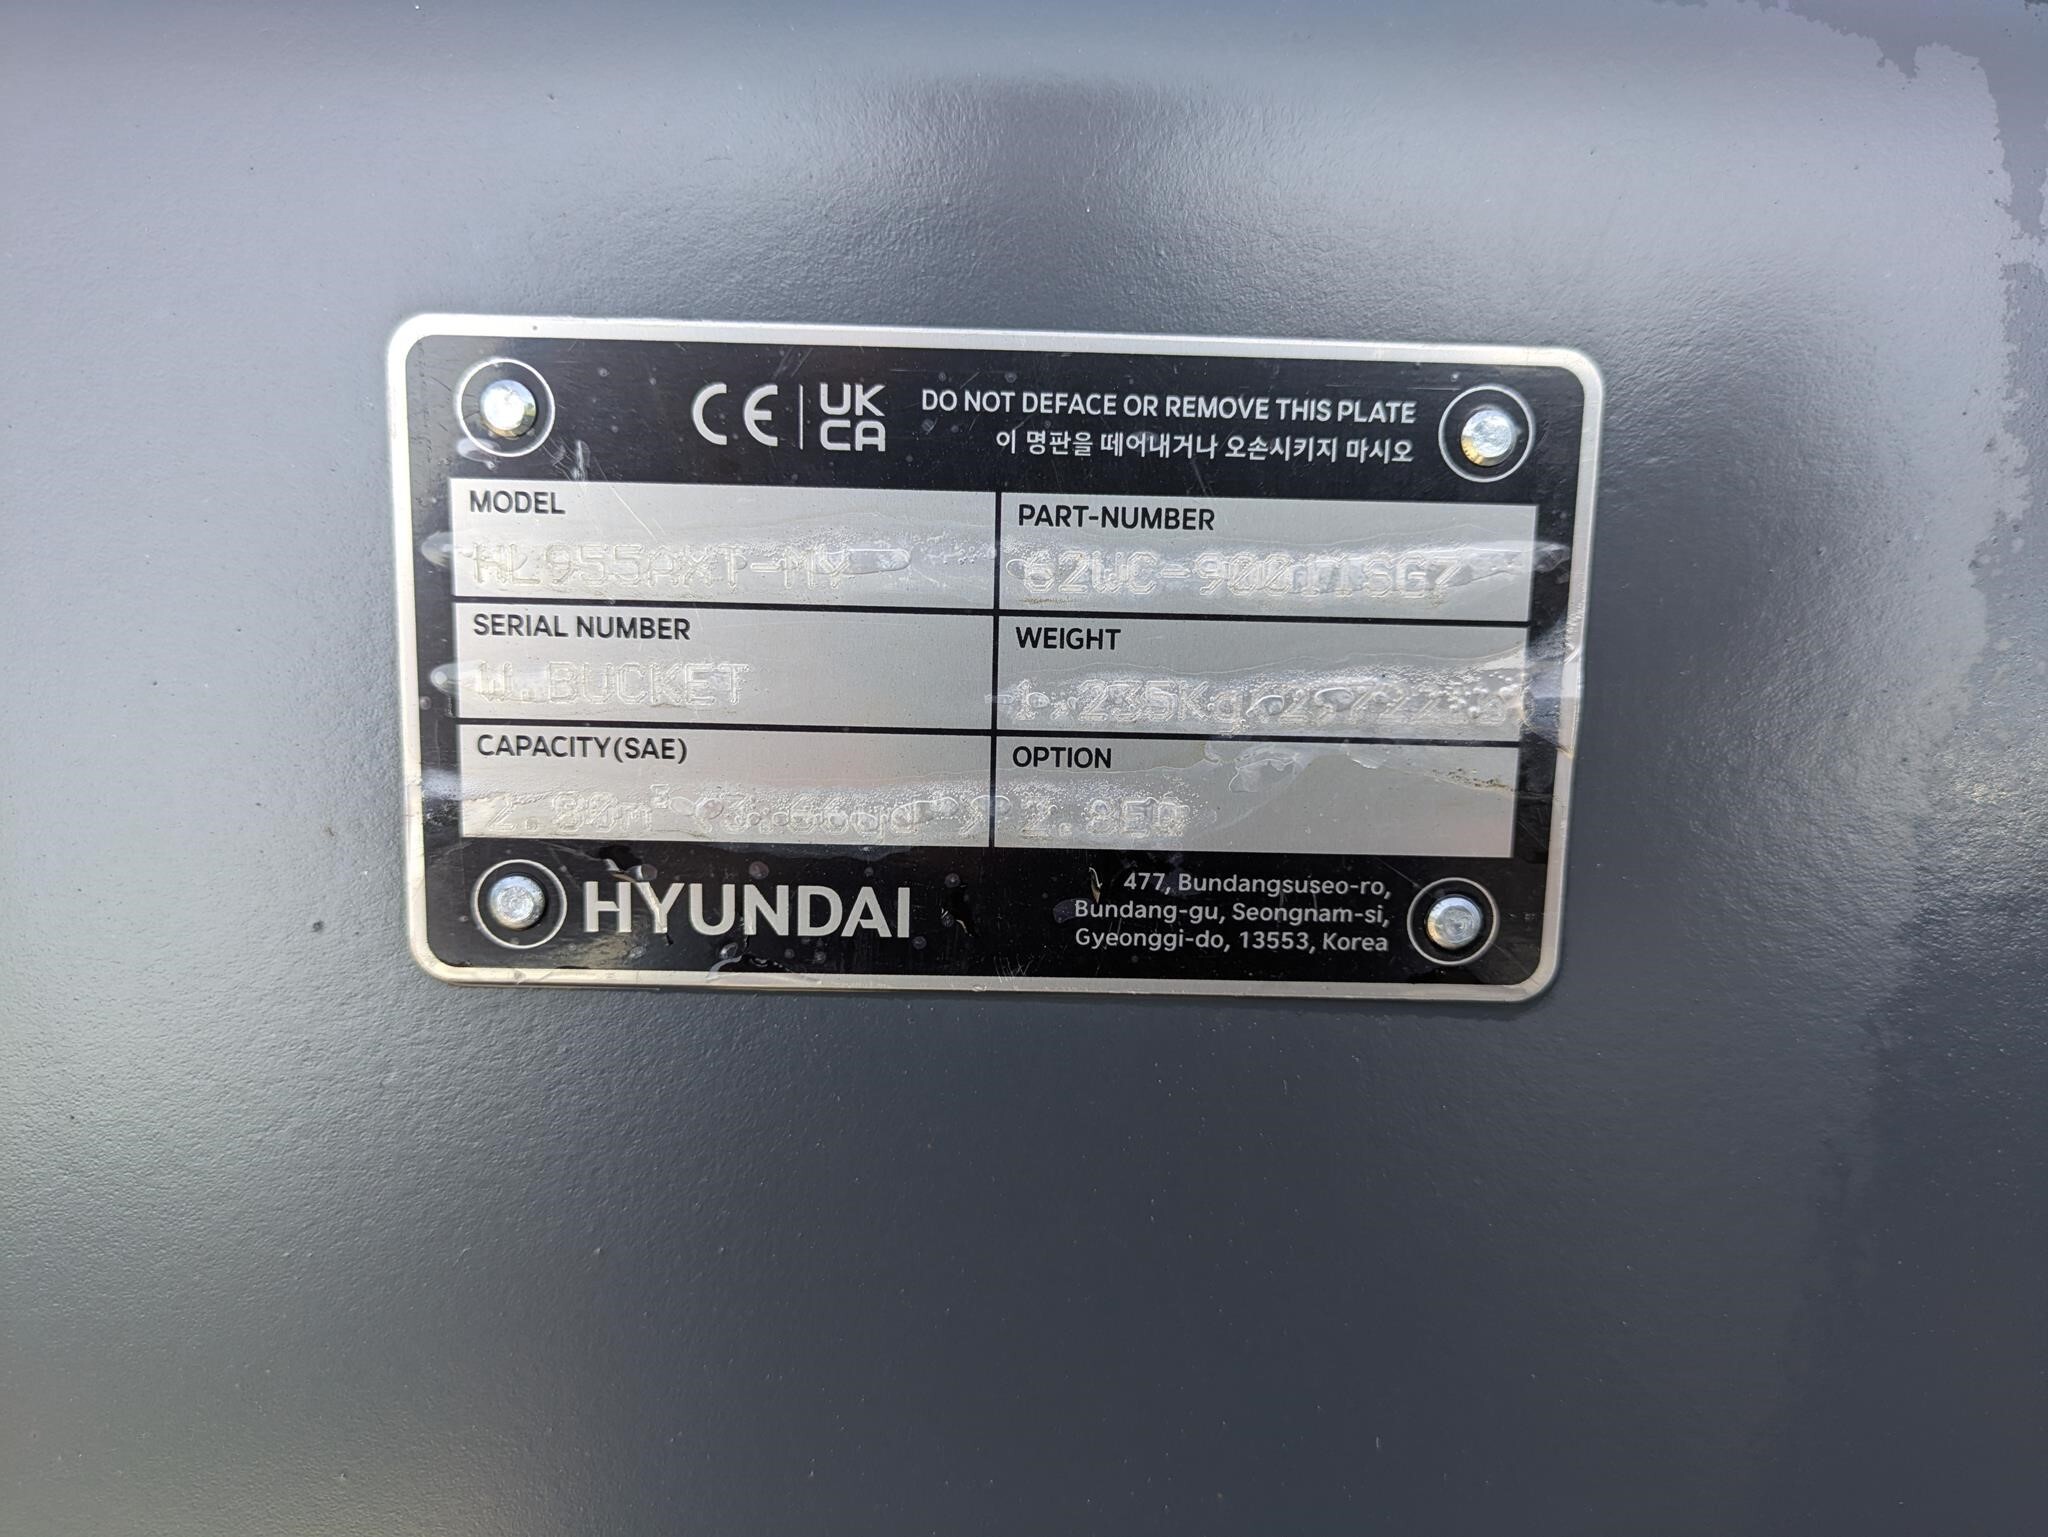 CE UK CA
DO NOT DEFACE OR REMOVE THIS PLATE
이 명판을 떼어내거나 오손시키지 마시오
MODEL
HL955AXT-MY
PART-NUMBER
SERIAL NUMBER
W.BUCKET
WEIGHT
CAPACITY(SAE)
OPTION
HYUNDAI
477, Bundangsuseo-ro,
Bundang-gu, Seongnam-si,
Gyeonggi-do, 13553, Korea